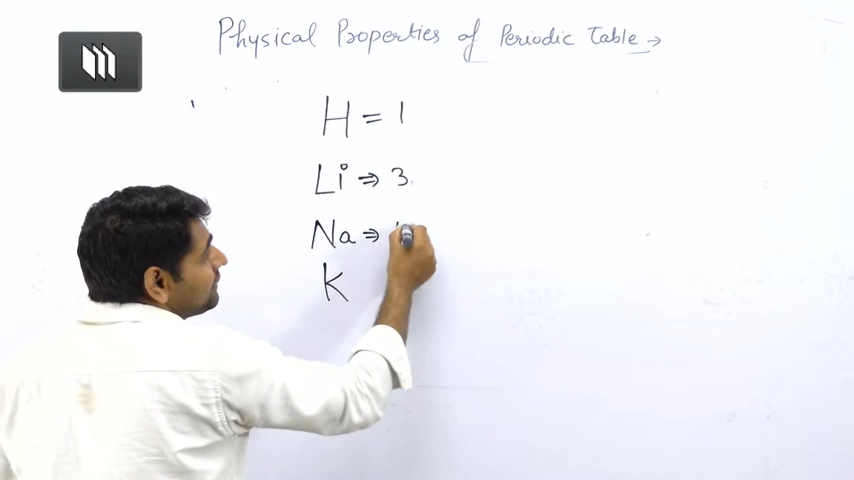 Physical Properties of Periodic Table →
H = 1
Li ⇒ 3
Na ⇒
K